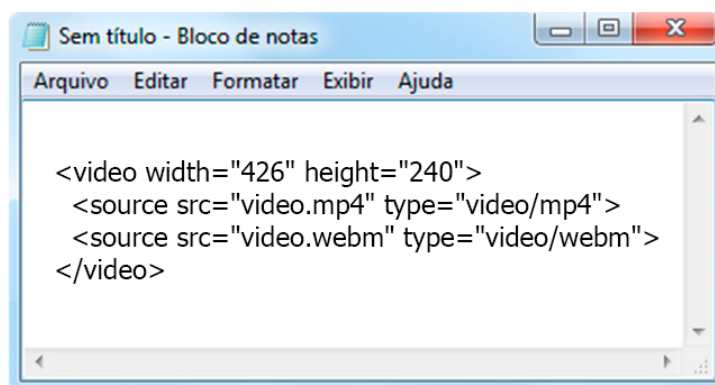 Sem título - Bloco de notas
Arquivo Editar Formatar Exibir Ajuda
<video width="426" height="240">
<source src="video.mp4" type="video/mp4">
<source src="video.webm" type="video/webm">
</video>